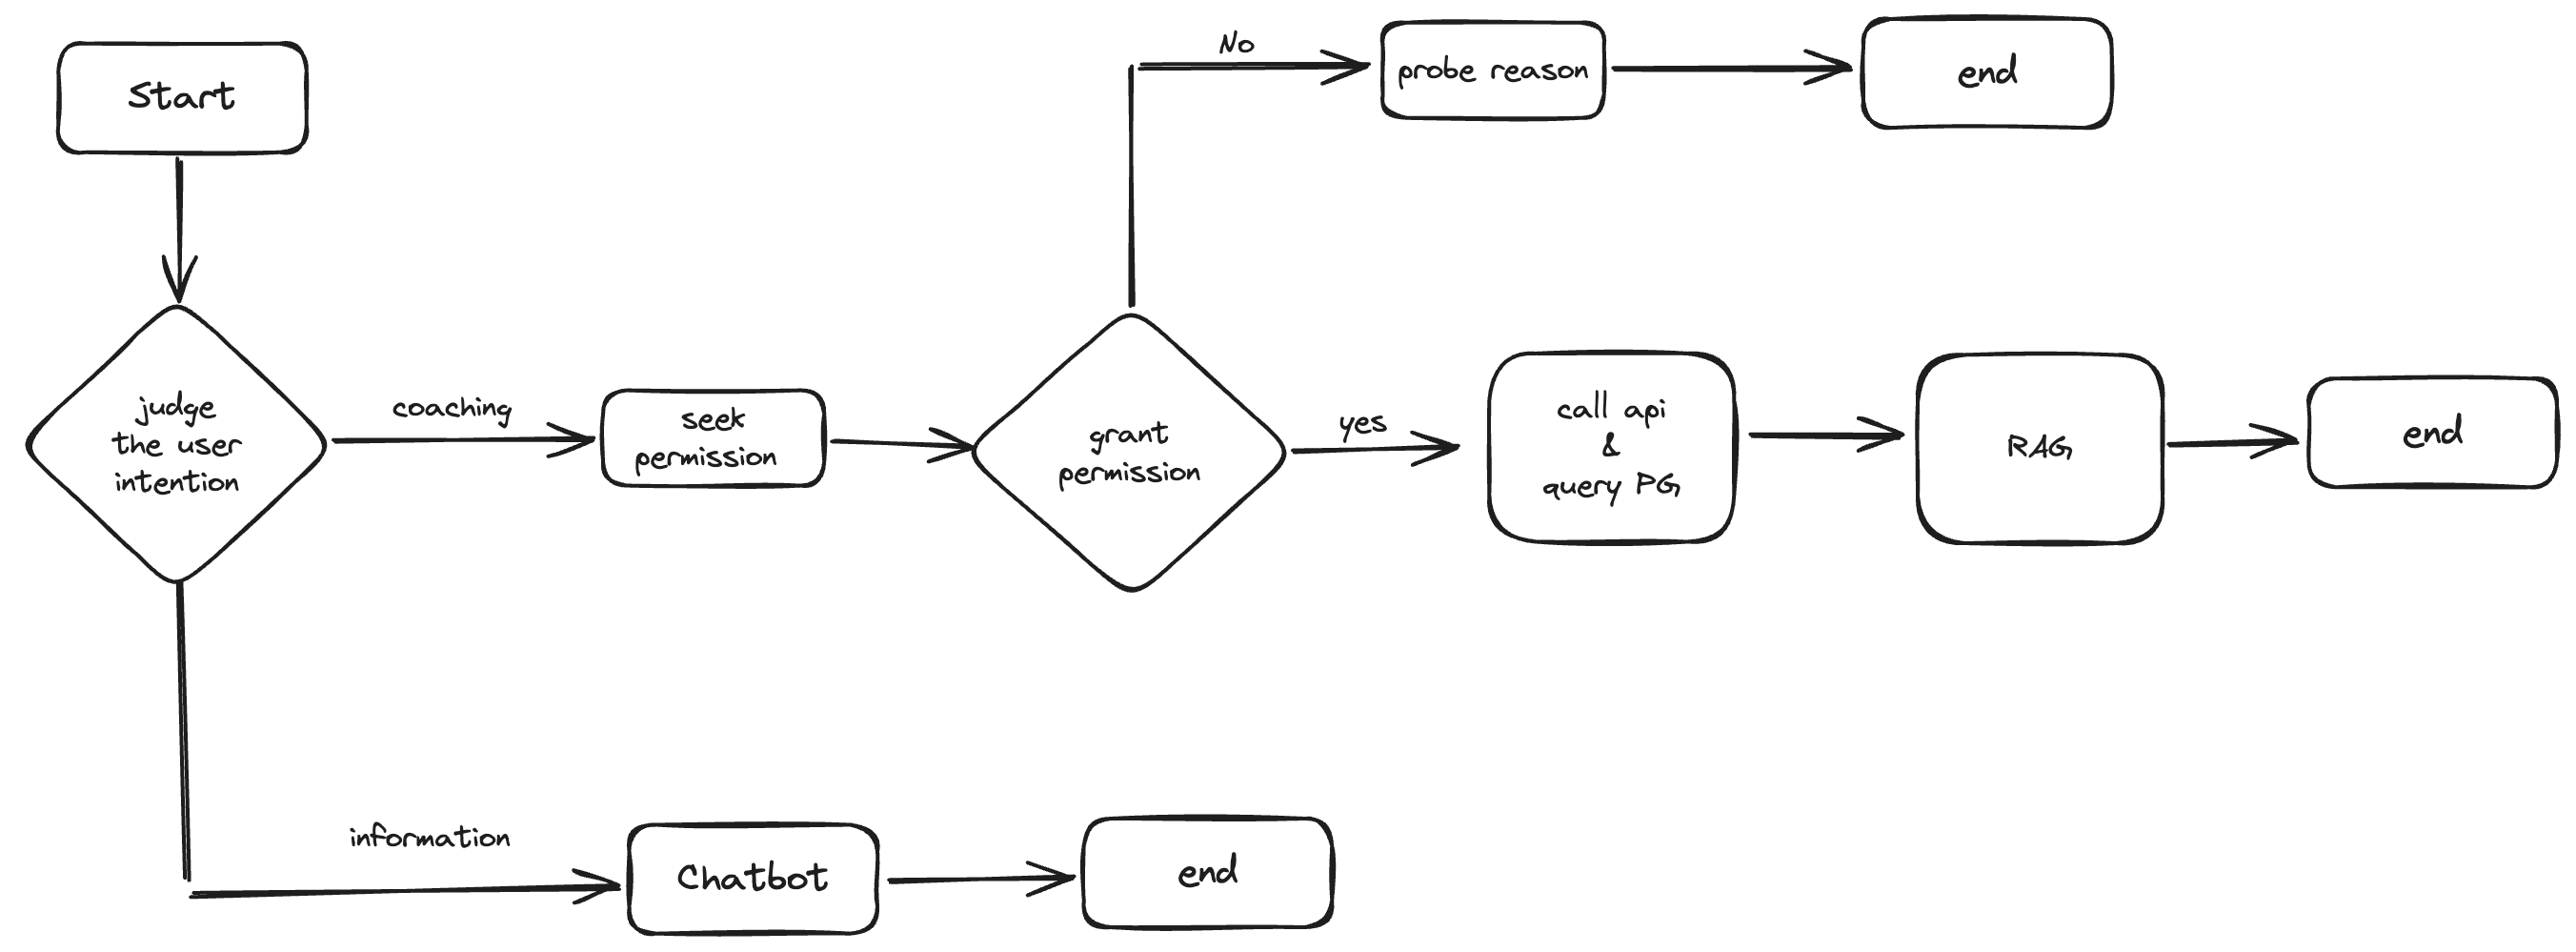 Start
judge
the user
intention
coaching
seek
permission
grant
permission
No
probe reason
end
yes
call api
&
query PG
RAG
end
information
Chatbot
end